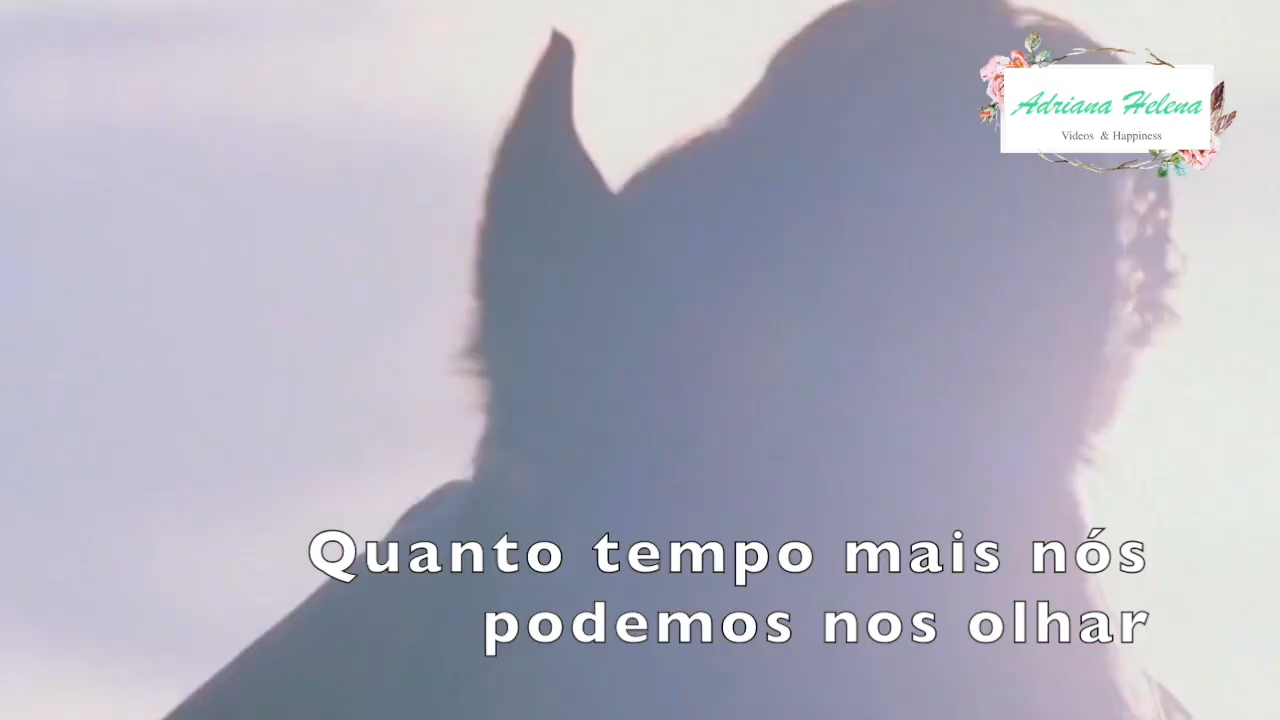 Adriana Helena
Videos & Happiness
Quanto tempo mais nós
podemos nos olhar